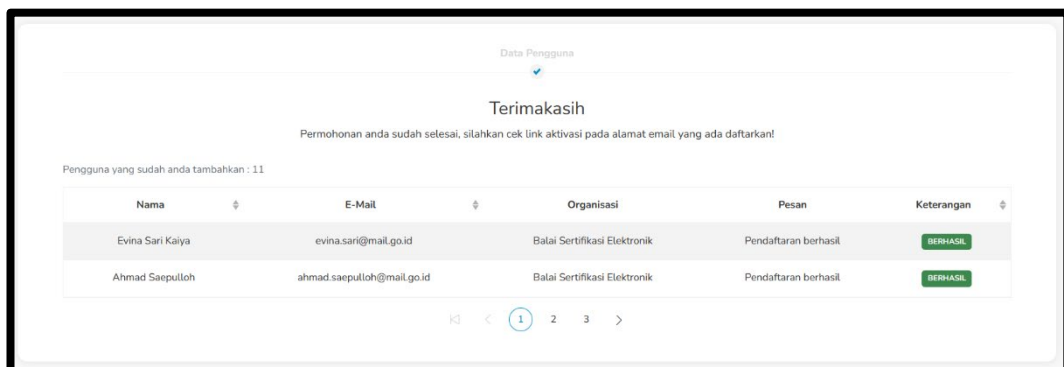 Data Pengguna
Terimakasih
Permohonan anda sudah selesai, silahkan cek link aktivasi pada alamat email yang ada daftarkan!
Pengguna yang sudah anda tambahkan : 11
Nama E-Mail Organisasi Pesan Keterangan
Evina Sari Kaiya evina.sari@mail.go.id Balai Sertifikasi Elektronik Pendaftaran berhasil BERHASIL
Ahmad Saepulloh ahmad.saepulloh@mail.go.id Balai Sertifikasi Elektronik Pendaftaran berhasil BERHASIL
1 2 3